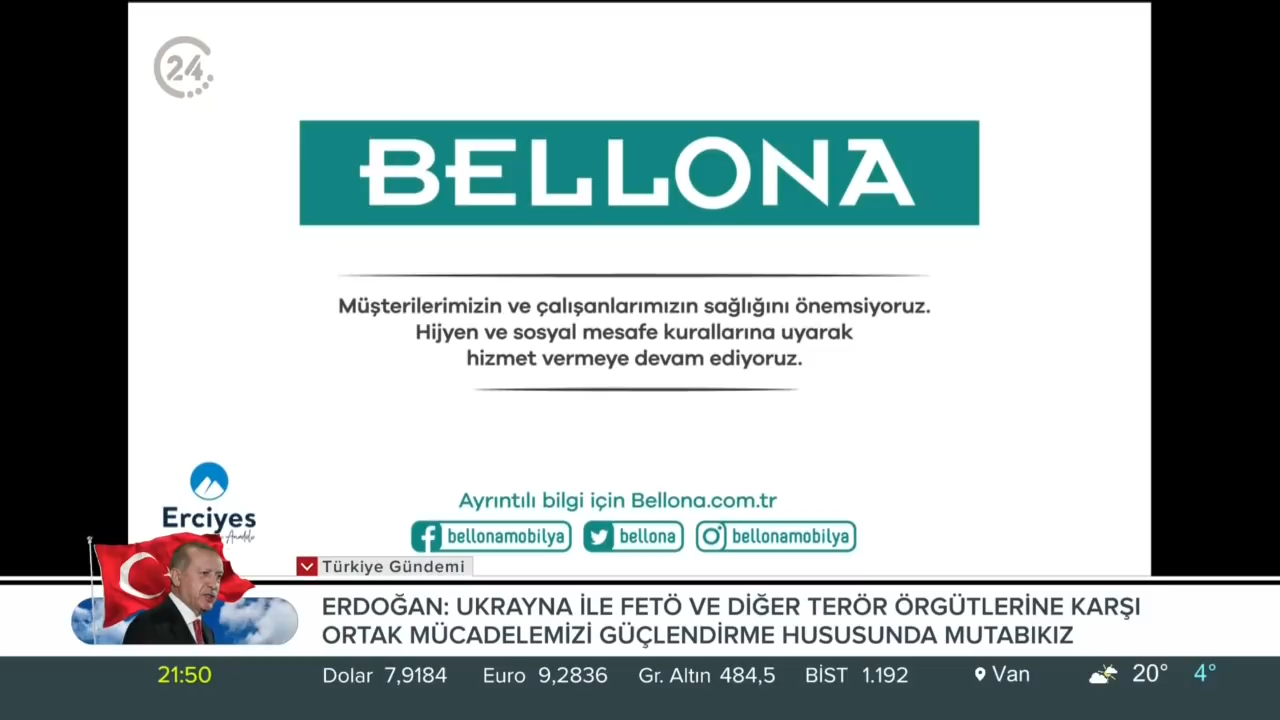 24
BELLONA
Müşterilerimizin ve çalışanlarımızın sağlığını önemsiyoruz.
Hijyen ve sosyal mesafe kurallarına uyarak
hizmet vermeye devam ediyoruz.
Erciyes
Anadolu
Ayrıntılı bilgi için Bellona.com.tr
bellonamobilya bellona bellonamobilya
Türkiye Gündemi
ERDOĞAN: UKRAYNA İLE FETÖ VE DİĞER TERÖR ÖRGÜTLERİNE KARŞI
ORTAK MÜCADELEMİZİ GÜÇLENDİRME HUSUSUNDA MUTABIKIZ
21:50 Dolar 7,9184 Euro 9,2836 Gr. Altın 484,5 BİST 1.192 Van 20° 4°